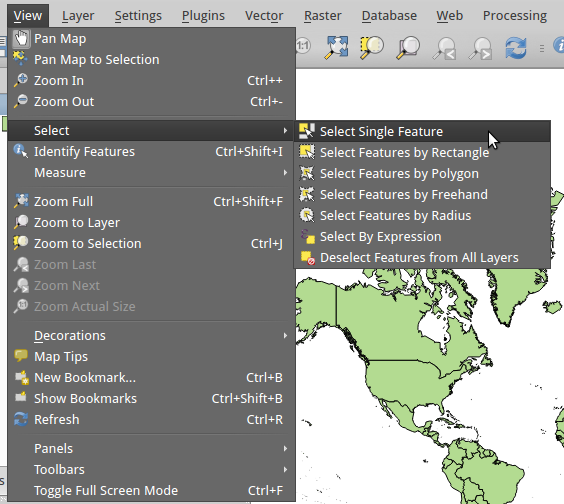 View Layer Settings Plugins Vector Raster Database Web Processing
Pan Map
Pan Map to Selection
Zoom In Ctrl++
Zoom Out Ctrl+-
Select
Identify Features Ctrl+Shift+I
Measure
Zoom Full Ctrl+Shift+F
Zoom to Layer
Zoom to Selection Ctrl+J
Zoom Last
Zoom Next
Zoom Actual Size
Decorations
Map Tips
New Bookmark... Ctrl+B
Show Bookmarks Ctrl+Shift+B
Refresh Ctrl+R
Panels
Toolbars
Toggle Full Screen Mode Ctrl+F
1:1
Select Single Feature
Select Features by Rectangle
Select Features by Polygon
Select Features by Freehand
Select Features by Radius
Select By Expression
Deselect Features from All Layers